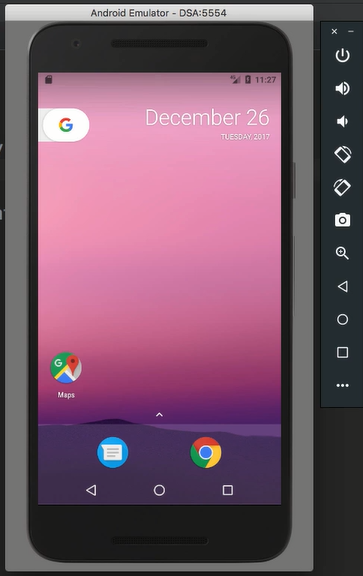 Android Emulator - DSA:5554
11:27
December 26
TUESDAY, 2017
G
Maps